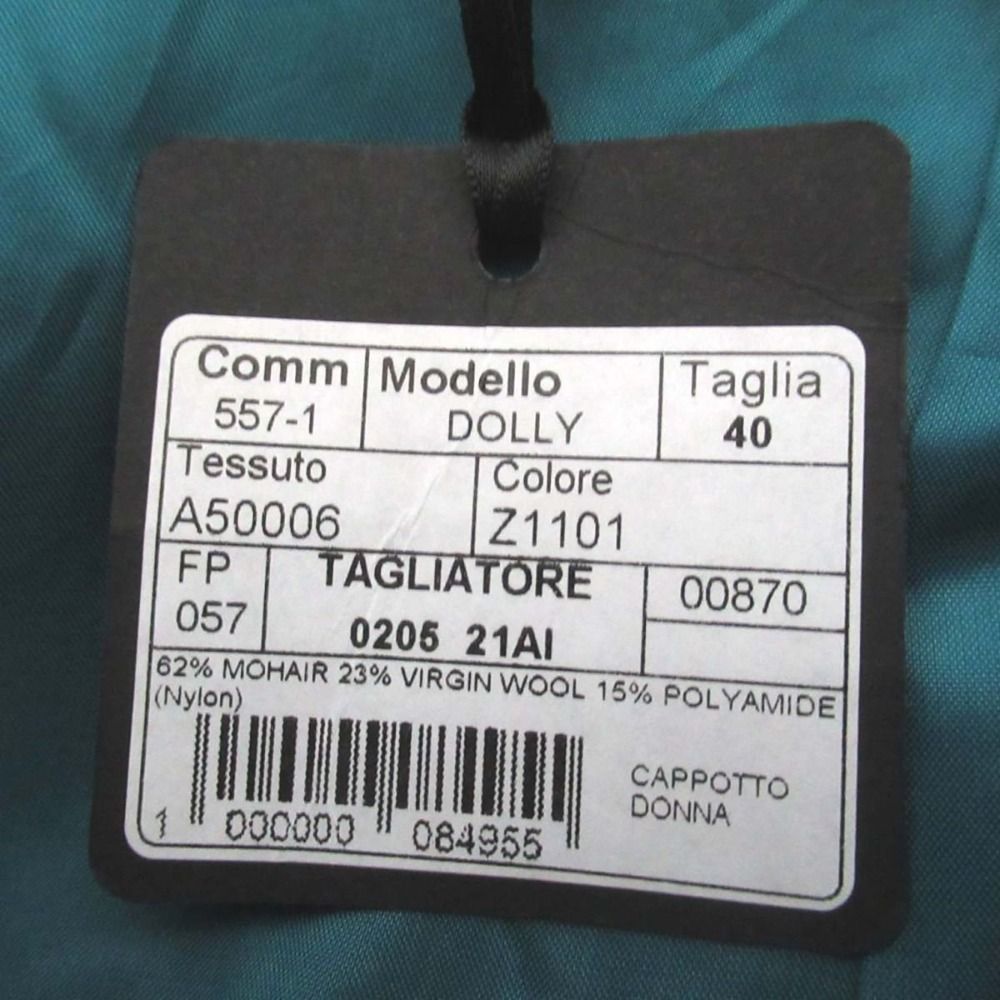 Comm Modello Taglia
557-1 DOLLY 40
Tessuto Colore
A50006 Z1101
FP TAGLIATORE 00870
057 0205 21AI
62% MOHAIR 23% VIRGIN WOOL 15% POLYAMIDE
(Nylon)
CAPPOTTO
DONNA
1 000000 084955